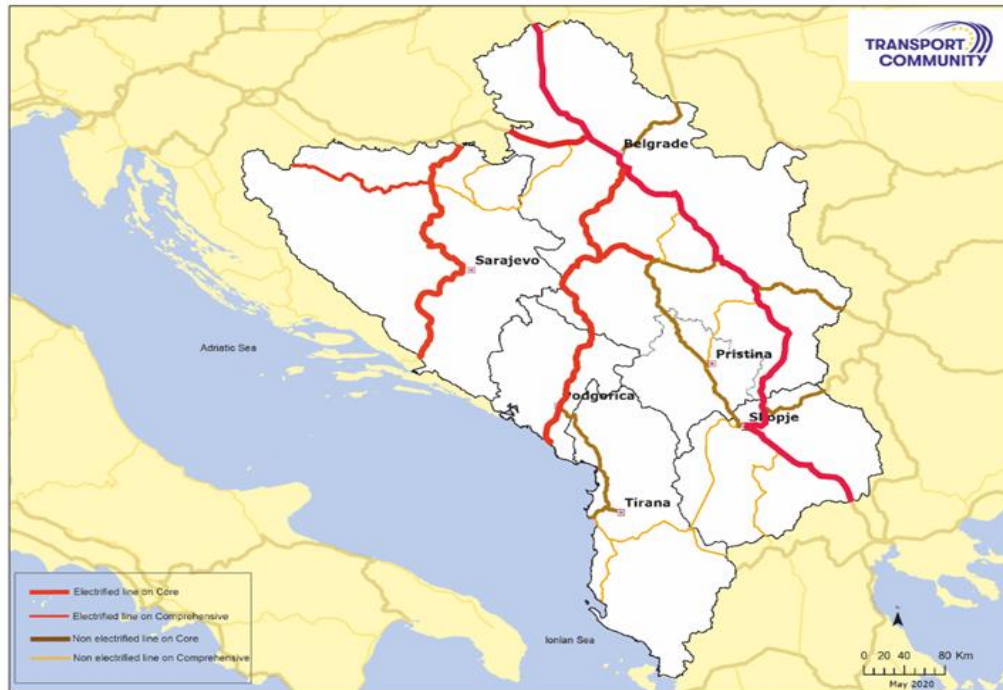 TRANSPORT
COMMUNITY
Belgrade
Sarajevo
Pristina
Adriatic Sea
Podgorica
Skopje
Tirana
Electrified line on Core
Electrified line on Comprehensive
Non electrified line on Core
Non electrified line on Comprehensive
Ionian Sea
0 20 40 80 Km
May 2020